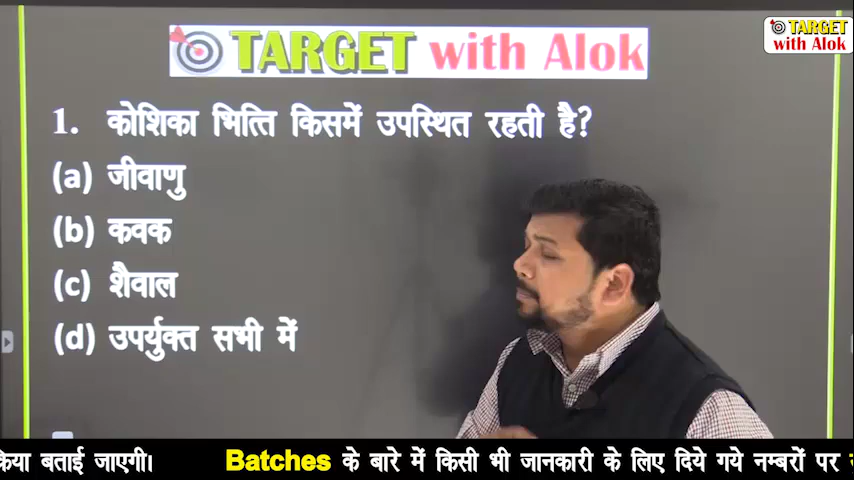 TARGET with Alok
TARGET
with Alok
1. कोशिका भित्ति किसमें उपस्थित रहती है?
(a) जीवाणु
(b) कवक
(c) शैवाल
(d) उपर्युक्त सभी में
बताई जाएगी। Batches के बारे में किसी भी जानकारी के लिए दिये गये नम्बरों पर